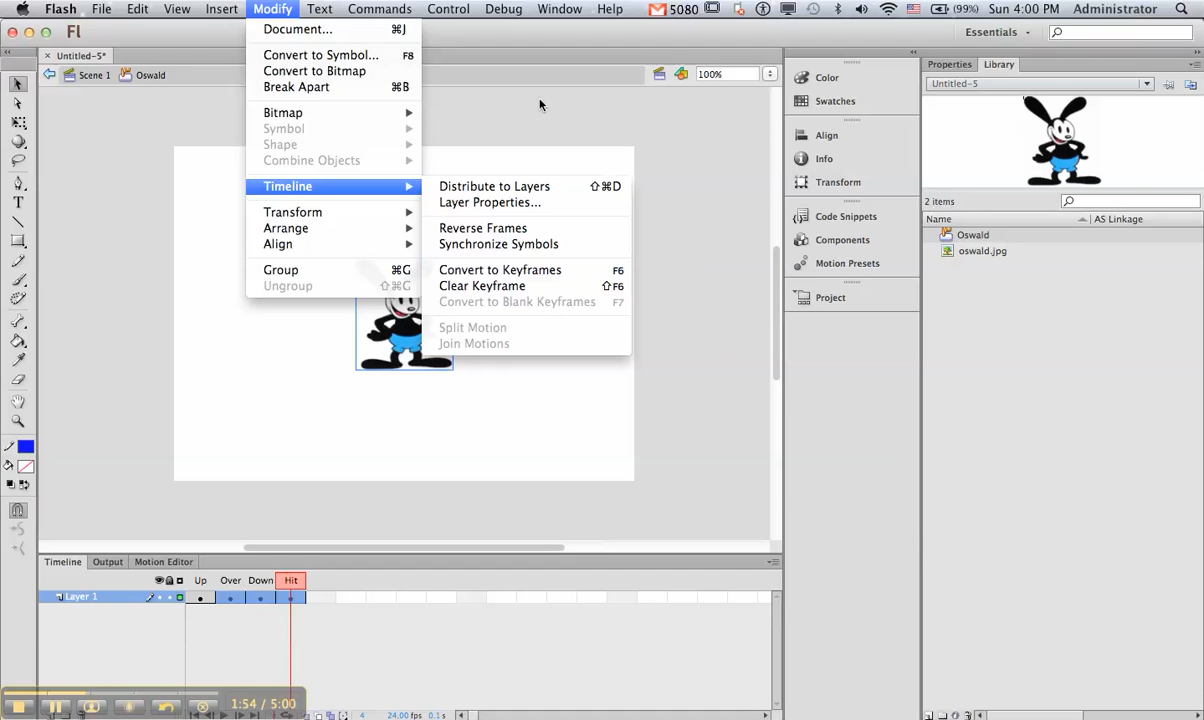 Flash File Edit View Insert Modify Text Commands Control Debug Window Help 5080 (99%) Sun 4:00 PM Administrator
Fl Essentials
Untitled-5*
Scene 1 Oswald 100%
Document... ⌘J
Convert to Symbol... F8
Convert to Bitmap
Break Apart ⌘B
Bitmap
Symbol
Shape
Combine Objects
Timeline
Transform
Arrange
Align
Group ⌘G
Ungroup ⇧⌘G
Distribute to Layers ⇧⌘D
Layer Properties...
Reverse Frames
Synchronize Symbols
Convert to Keyframes F6
Clear Keyframe ⇧F6
Convert to Blank Keyframes F7
Split Motion
Join Motions
Color
Swatches
Align
Info
Transform
Code Snippets
Components
Motion Presets
Project
Properties Library
Untitled-5
2 items
Name AS Linkage
Oswald
oswald.jpg
Timeline Output Motion Editor
Up Over Down Hit
Layer 1
1:54 / 5:00
4 24.00 fps 0.1 s